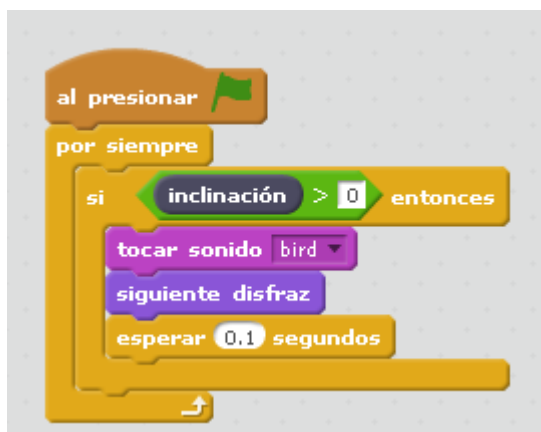 al presionar
por siempre
si inclinación > 0 entonces
tocar sonido bird
siguiente disfraz
esperar 0.1 segundos